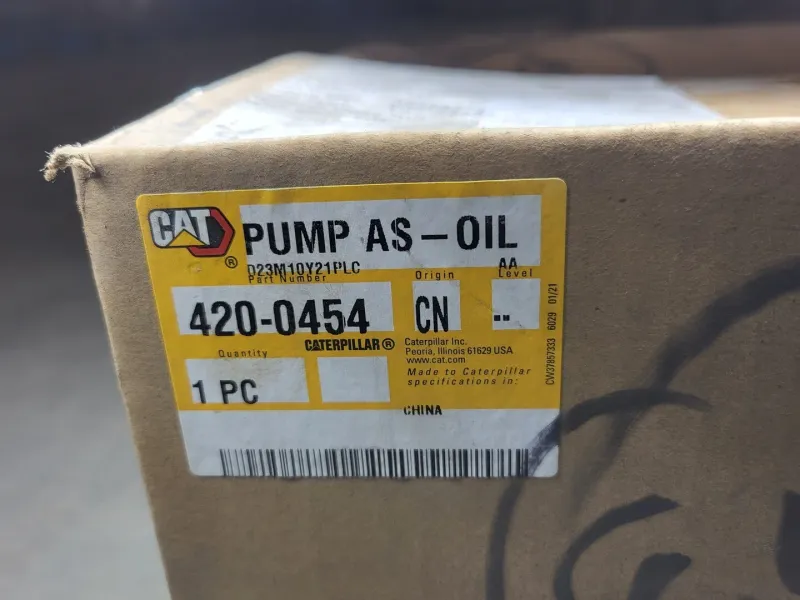 CAT
®
PUMP AS-OIL
D23M10Y21PLC
AA
Part Number
Origin
Level
420-0454
CN
--
CATERPILLAR®
Caterpillar Inc.
Peoria, Illinois 61629 USA
www.cat.com
Quantity
1 PC
Made to Caterpillar
specifications in:
CHINA
CW37857333 6029 01/21